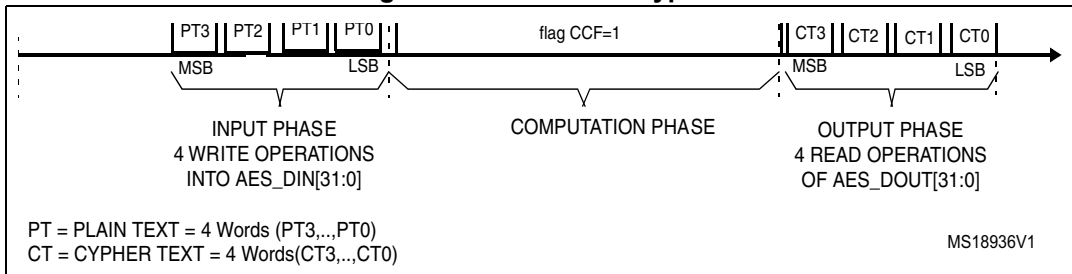 PT3 PT2 PT1 PT0 flag CCF=1 CT3 CT2 CT1 CT0
MSB LSB MSB LSB
INPUT PHASE
4 WRITE OPERATIONS
INTO AES_DIN[31:0]
COMPUTATION PHASE
OUTPUT PHASE
4 READ OPERATIONS
OF AES_DOUT[31:0]
PT = PLAIN TEXT = 4 Words (PT3,..,PT0)
CT = CYPHER TEXT = 4 Words(CT3,..,CT0)
MS18936V1